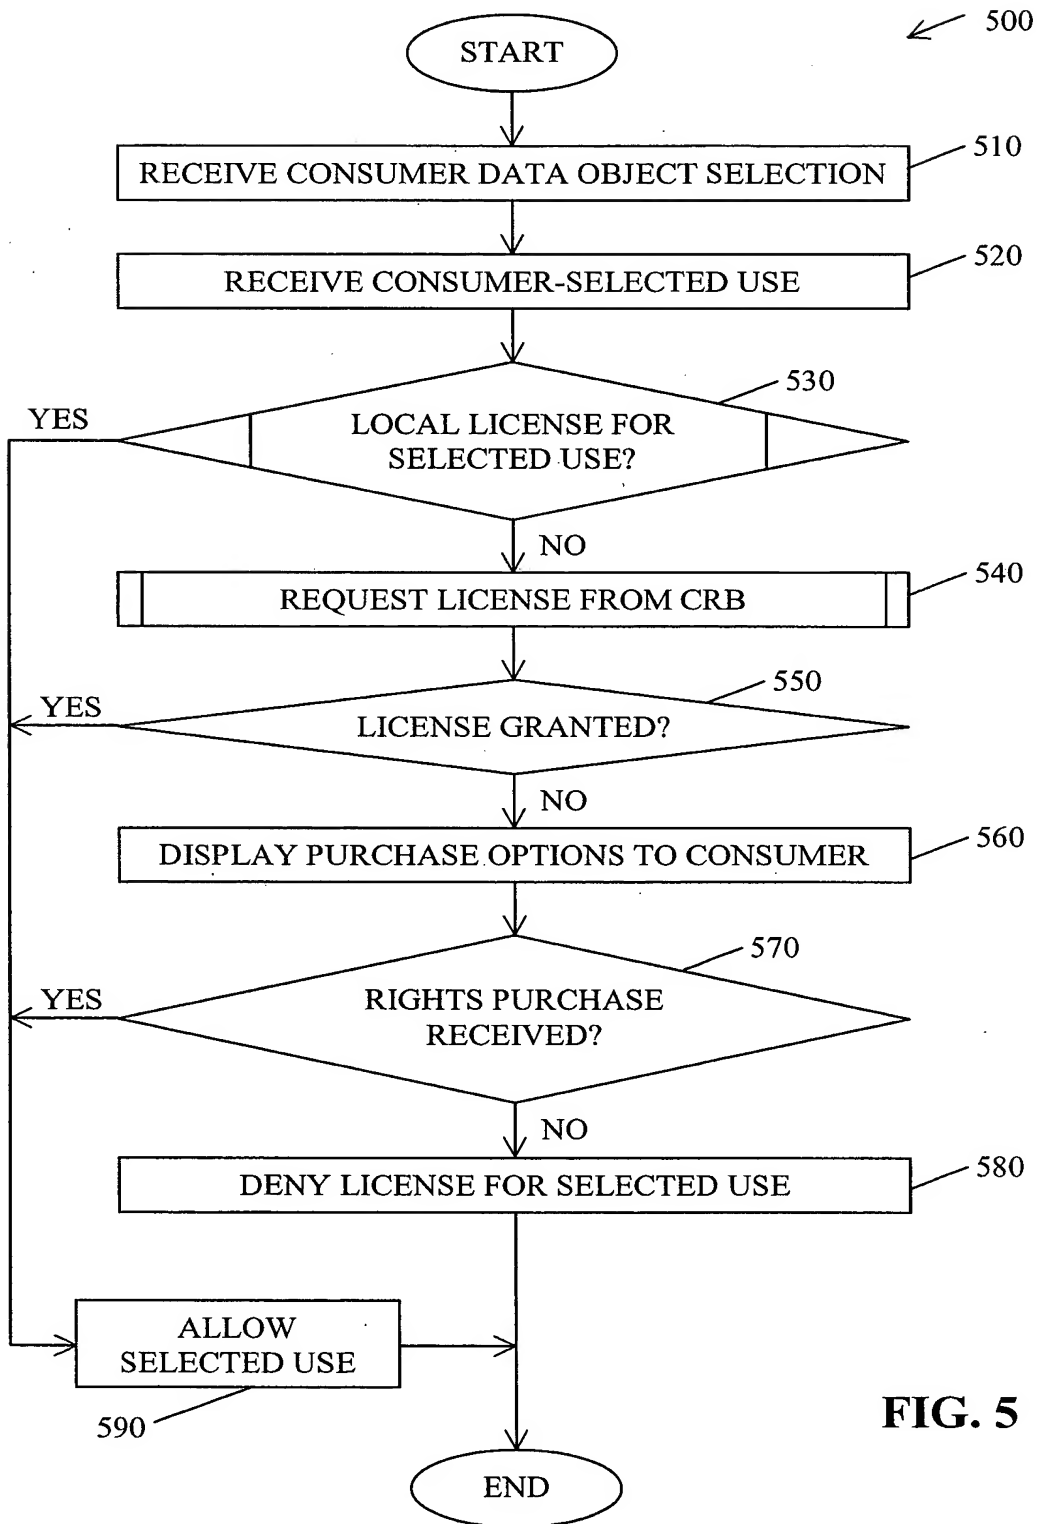 500
START
510
RECEIVE CONSUMER DATA OBJECT SELECTION
520
RECEIVE CONSUMER-SELECTED USE
530
YES
LOCAL LICENSE FOR
SELECTED USE?
NO
540
REQUEST LICENSE FROM CRB
550
YES
LICENSE GRANTED?
NO
560
DISPLAY PURCHASE OPTIONS TO CONSUMER
570
YES
RIGHTS PURCHASE
RECEIVED?
NO
580
DENY LICENSE FOR SELECTED USE
ALLOW
SELECTED USE
590
FIG. 5
END